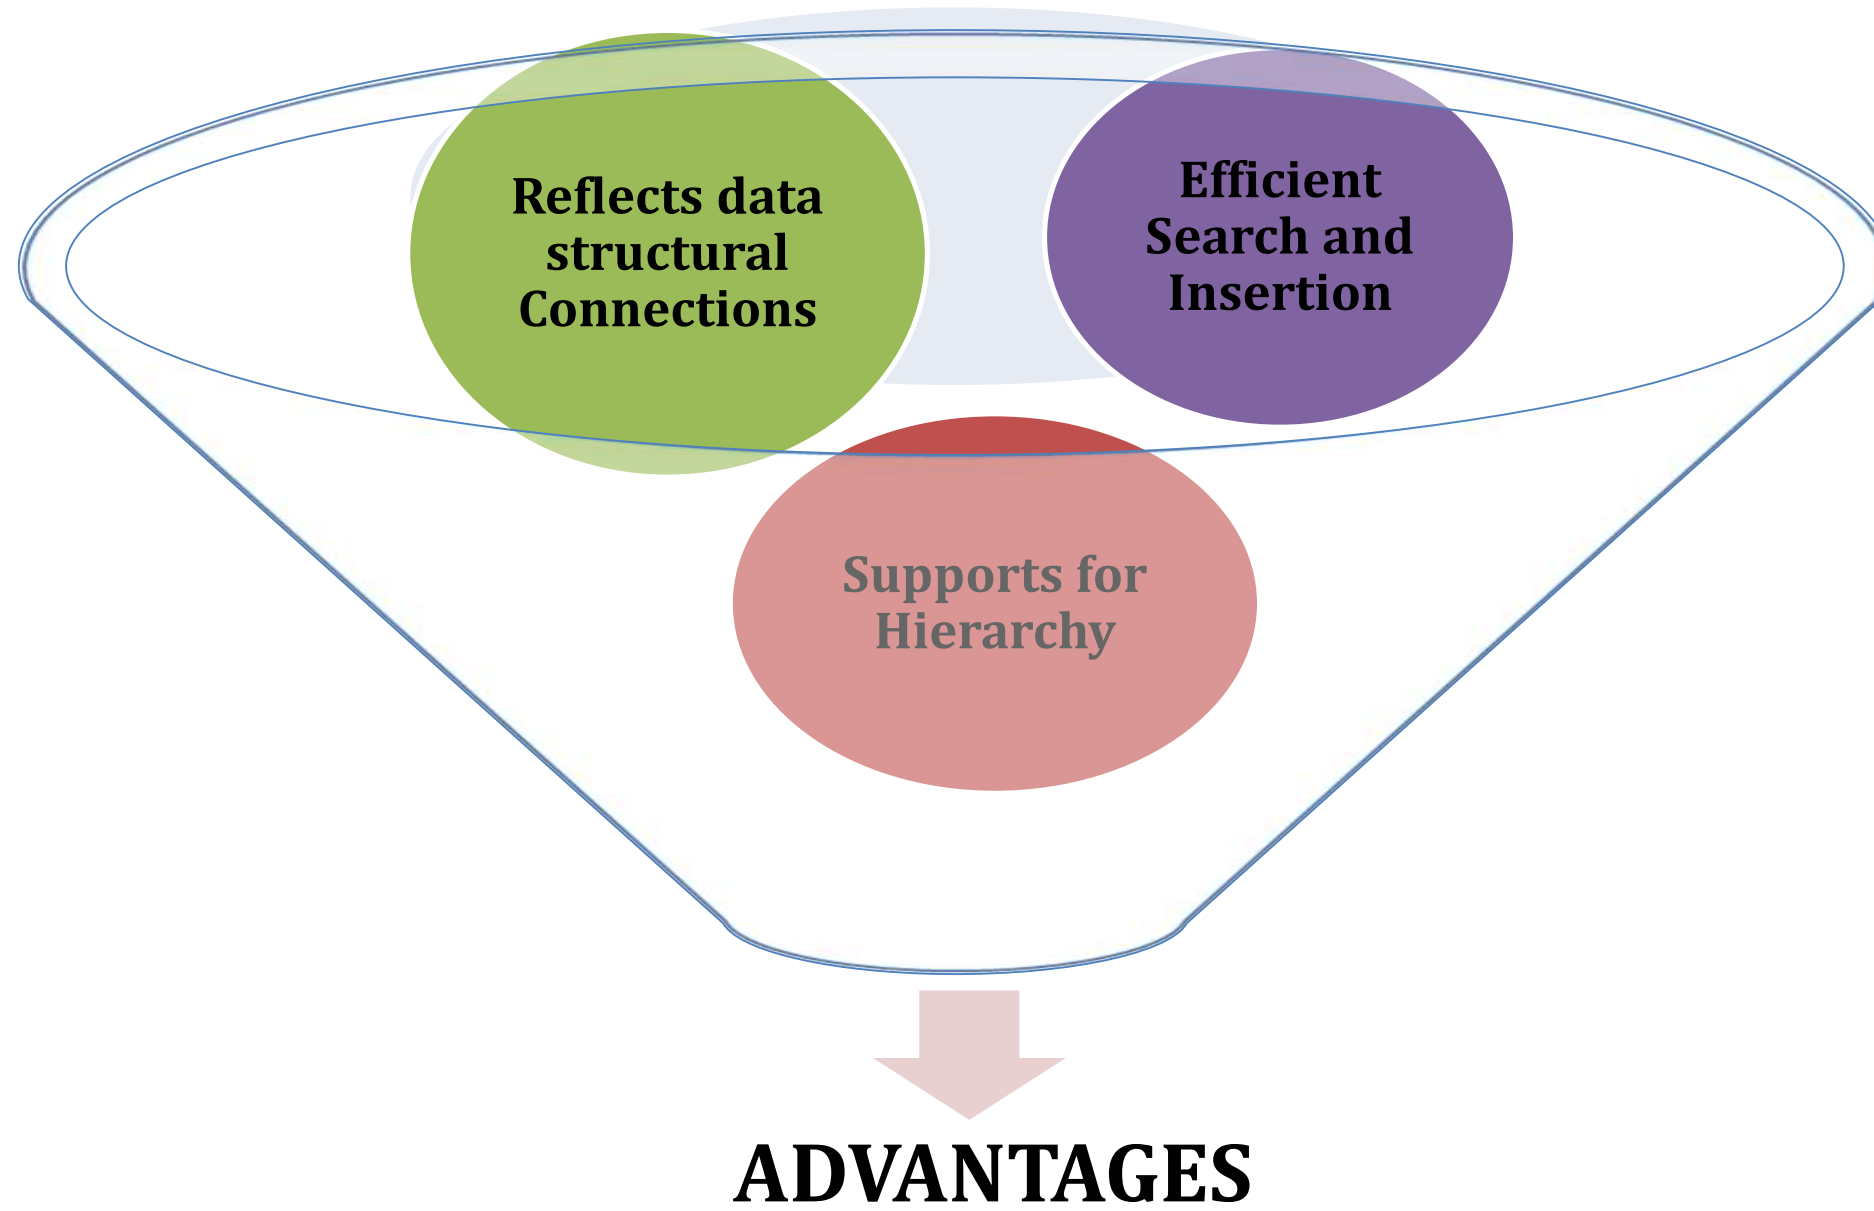 Reflects data
structural
Connections
Efficient
Search and
Insertion
Supports for
Hierarchy
ADVANTAGES